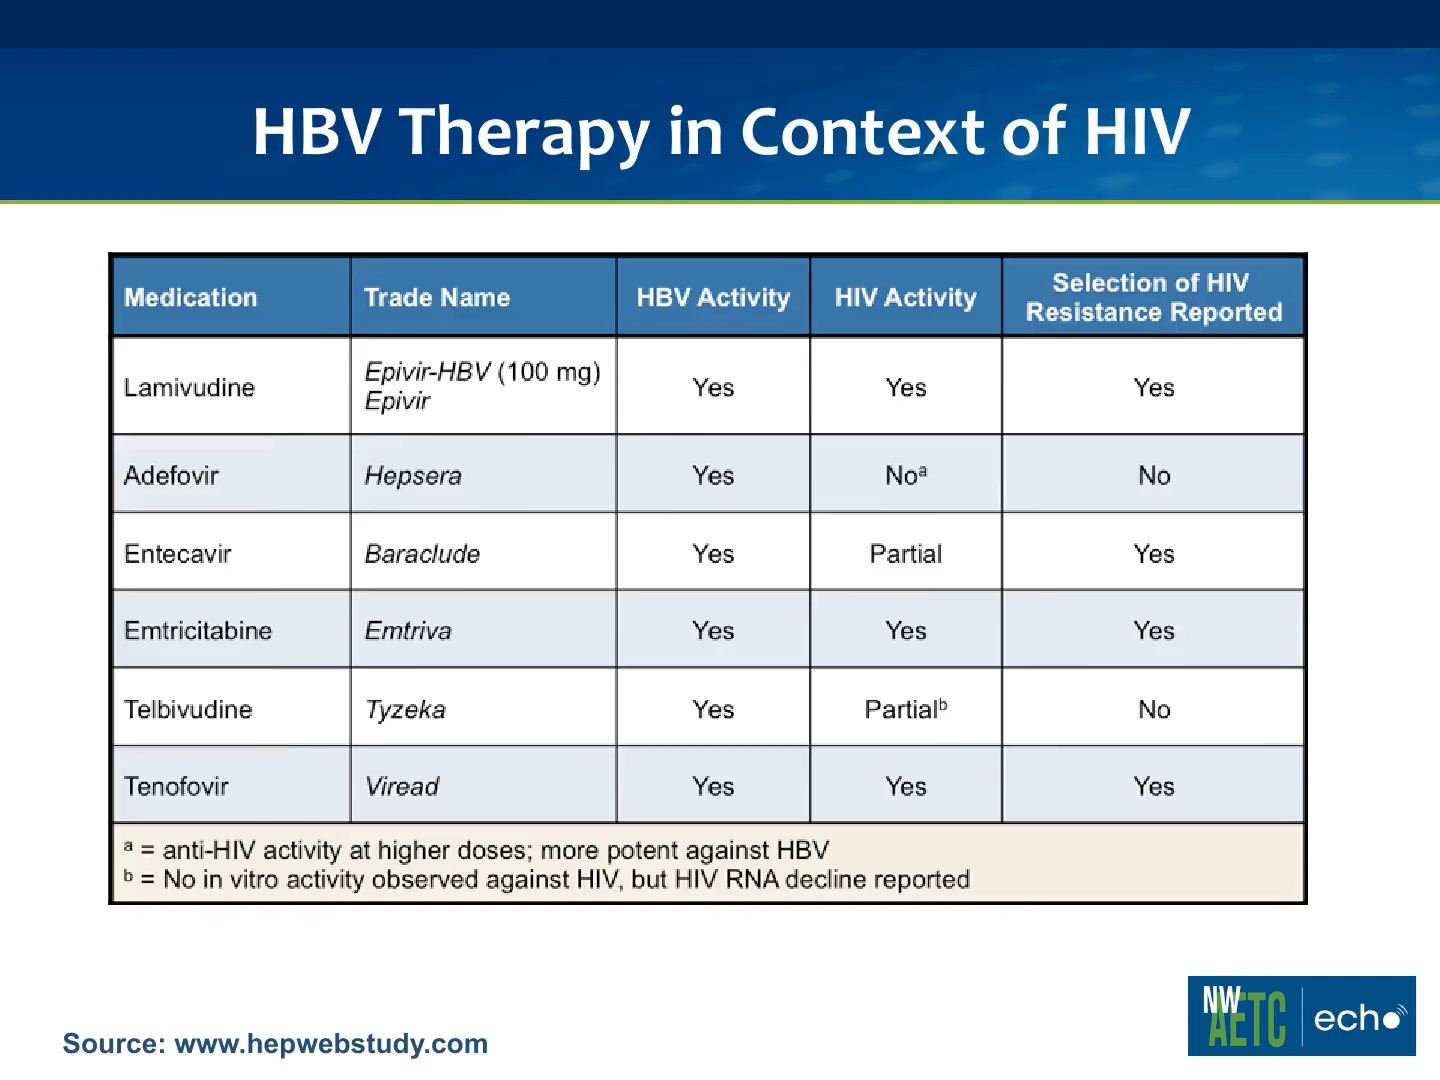 HBV Therapy in Context of HIV
Medication Trade Name HBV Activity HIV Activity Selection of HIV Resistance Reported
Lamivudine Epivir-HBV (100 mg) Epivir Yes Yes Yes
Adefovir Hepsera Yes Noᵃ No
Entecavir Baraclude Yes Partial Yes
Emtricitabine Emtriva Yes Yes Yes
Telbivudine Tyzeka Yes Partialᵇ No
Tenofovir Viread Yes Yes Yes
ᵃ = anti-HIV activity at higher doses; more potent against HBV
ᵇ = No in vitro activity observed against HIV, but HIV RNA decline reported
Source: www.hepwebstudy.com
NW AETC echo